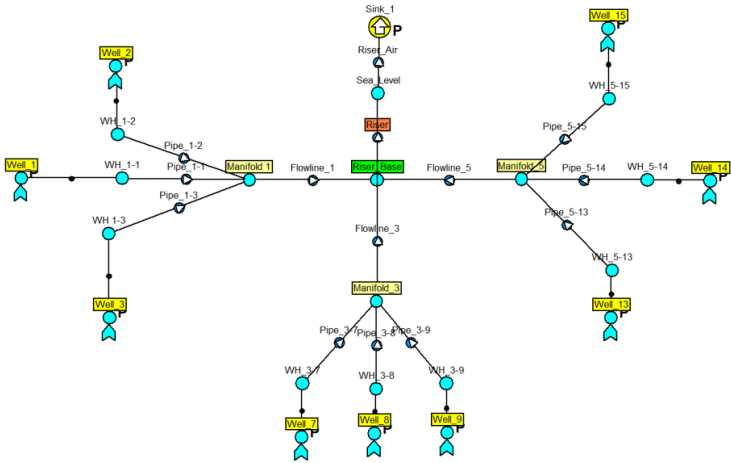 Sink_1
P
Riser_Air
Well_15
P
Well_2
P
Sea_Level
WH_5-15
WH_1-2
Riser
Pipe_5-15
Pipe_1-2
Well_1
P
WH_1-1
Pipe_1-1
Manifold 1
Flowline_1
Riser_Base
Flowline_5
Manifold_5
Pipe_5-14
WH_5-14
Well_14
P
Pipe_1-3
Pipe_5-13
WH 1-3
Flowline_3
WH_5-13
Manifold_3
Well_3
P
Well_13
P
Pipe_3-7
Pipe_3-8
Pipe_3-9
WH_3-7
WH_3-8
WH_3-9
Well_7
P
Well_8
P
Well_9
P